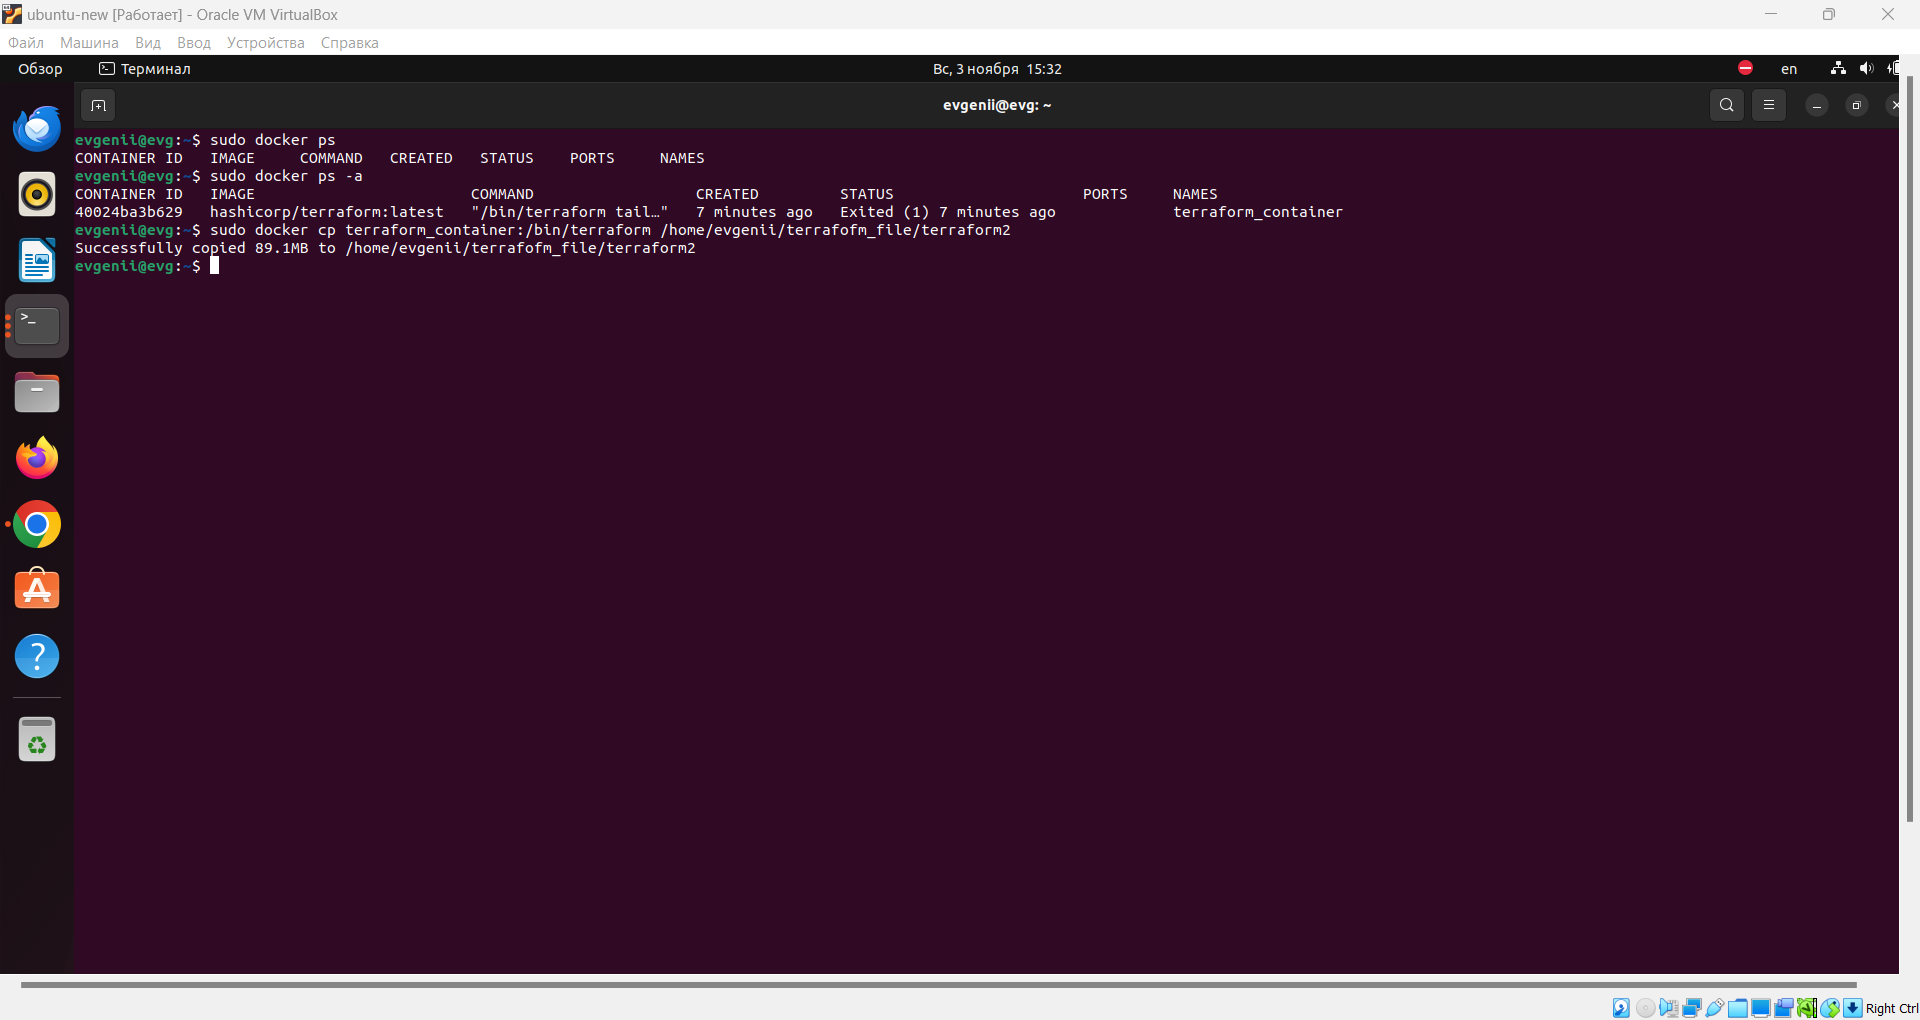 ubuntu-new [Работает] - Oracle VM VirtualBox
Файл Машина Вид Ввод Устройства Справка
Обзор Терминал Вс, 3 ноября 15:32 en
evgenii@evg: ~
evgenii@evg:~$ sudo docker ps
CONTAINER ID   IMAGE     COMMAND   CREATED   STATUS    PORTS     NAMES
evgenii@evg:~$ sudo docker ps -a
CONTAINER ID   IMAGE                        COMMAND                  CREATED         STATUS                     PORTS     NAMES
40024ba3b629   hashicorp/terraform:latest   "/bin/terraform tail…"   7 minutes ago   Exited (1) 7 minutes ago             terraform_container
evgenii@evg:~$ sudo docker cp terraform_container:/bin/terraform /home/evgenii/terrafofm_file/terraform2
Successfully copied 89.1MB to /home/evgenii/terrafofm_file/terraform2
evgenii@evg:~$
Right Ctrl